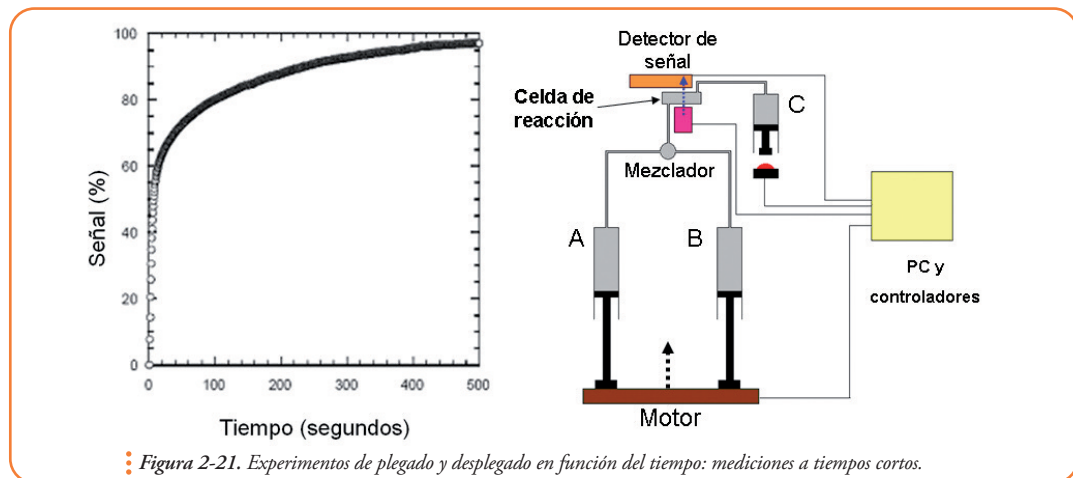 100
80
60
40
20
0
Señal (%)
0 100 200 300 400 500
Tiempo (segundos)
Detector de
señal
Celda de
reacción
C
Mezclador
A
B
PC y
controladores
Motor
Figura 2-21. Experimentos de plegado y desplegado en función del tiempo: mediciones a tiempos cortos.